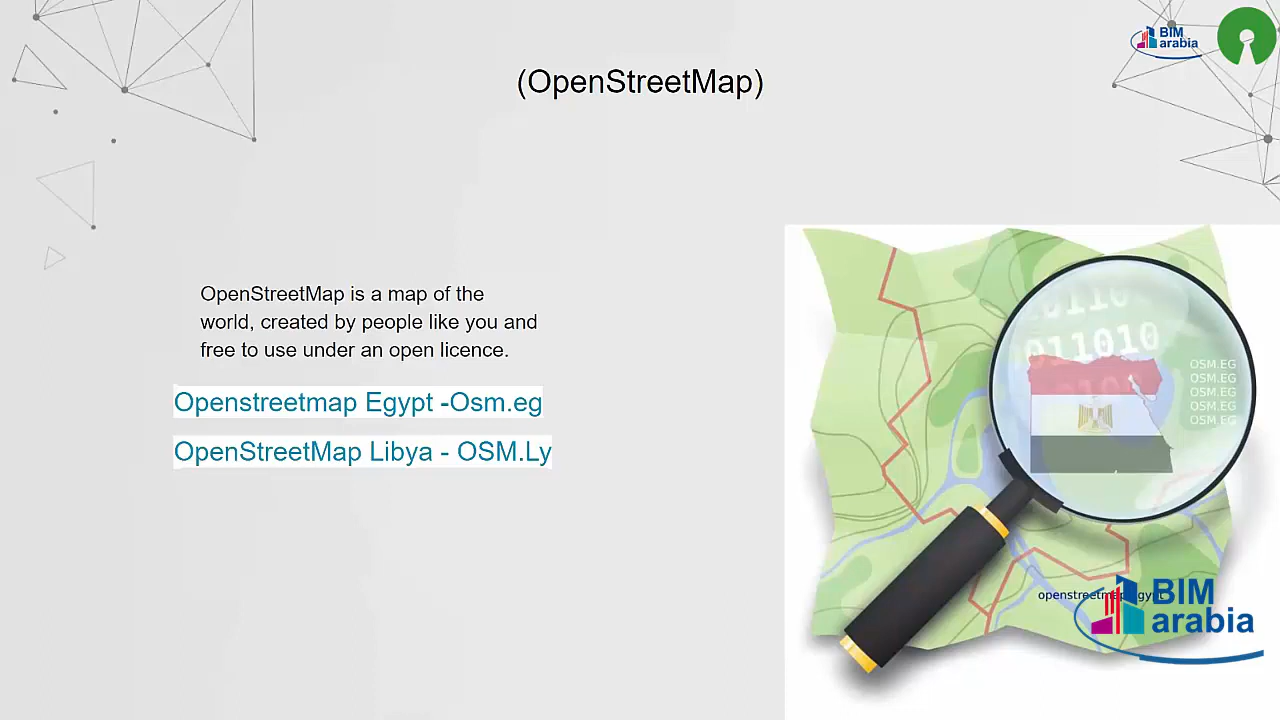 BIM
arabia
(OpenStreetMap)
OpenStreetMap is a map of the
world, created by people like you and
free to use under an open licence.
Openstreetmap Egypt -Osm.eg
OpenStreetMap Libya - OSM.Ly
011010
OSM.EG
OSM.EG
OSM.EG
OSM.EG
OSM.EG
BIM
arabia